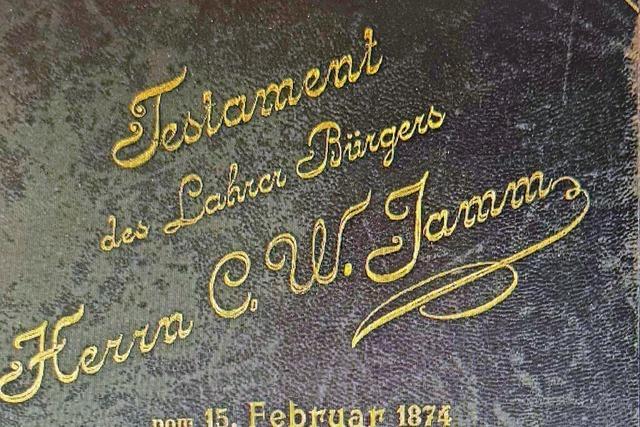 Testament
des Lahrer Bürgers
Herrn C. W. Jamm
vom 15. Februar 1874